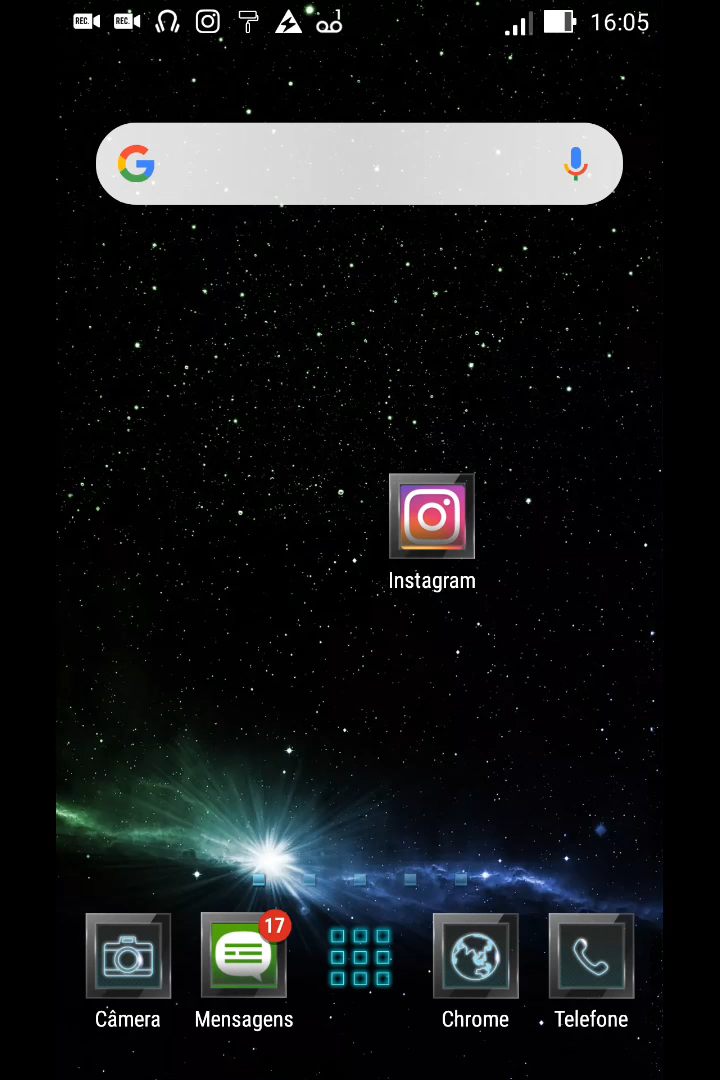 REC. REC. 1 16:05
G
Instagram
17
Câmera Mensagens Chrome Telefone